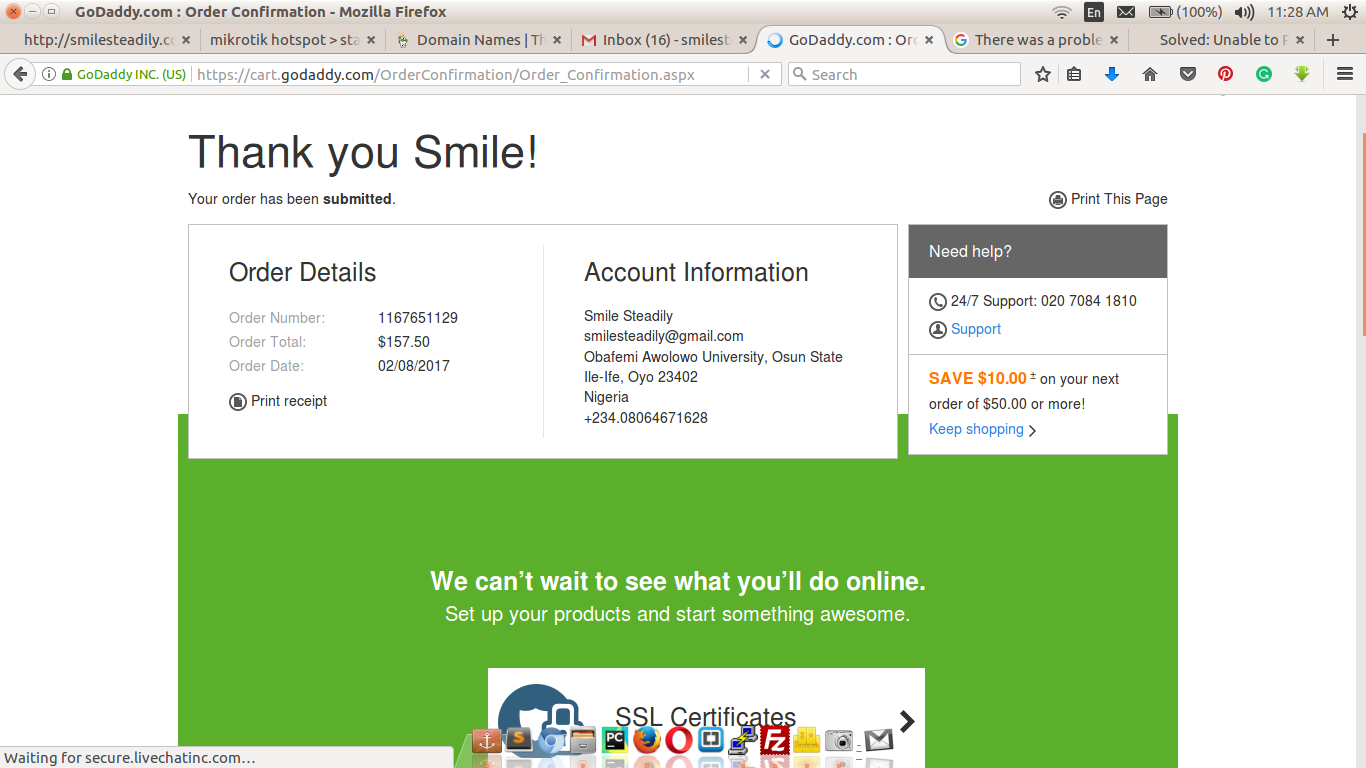 GoDaddy.com : Order Confirmation - Mozilla Firefox
En
(100%)
11:28 AM
http://smilesteadily.co
mikrotik hotspot > sta
Domain Names | Th
Inbox (16) - smilest
GoDaddy.com : Orc
There was a proble
Solved: Unable to P
GoDaddy INC. (US)
https://cart.godaddy.com/OrderConfirmation/Order_Confirmation.aspx
Search
Thank you Smile!
Your order has been submitted.
Print This Page
Order Details
Order Number: 1167651129
Order Total: $157.50
Order Date: 02/08/2017
Print receipt
Account Information
Smile Steadily
smilesteadily@gmail.com
Obafemi Awolowo University, Osun State
Ile-Ife, Oyo 23402
Nigeria
+234.08064671628
Need help?
24/7 Support: 020 7084 1810
Support
SAVE $10.00 ± on your next
order of $50.00 or more!
Keep shopping
We can’t wait to see what you’ll do online.
Set up your products and start something awesome.
SSL Certificates
PC
Fz
Waiting for secure.livechatinc.com…